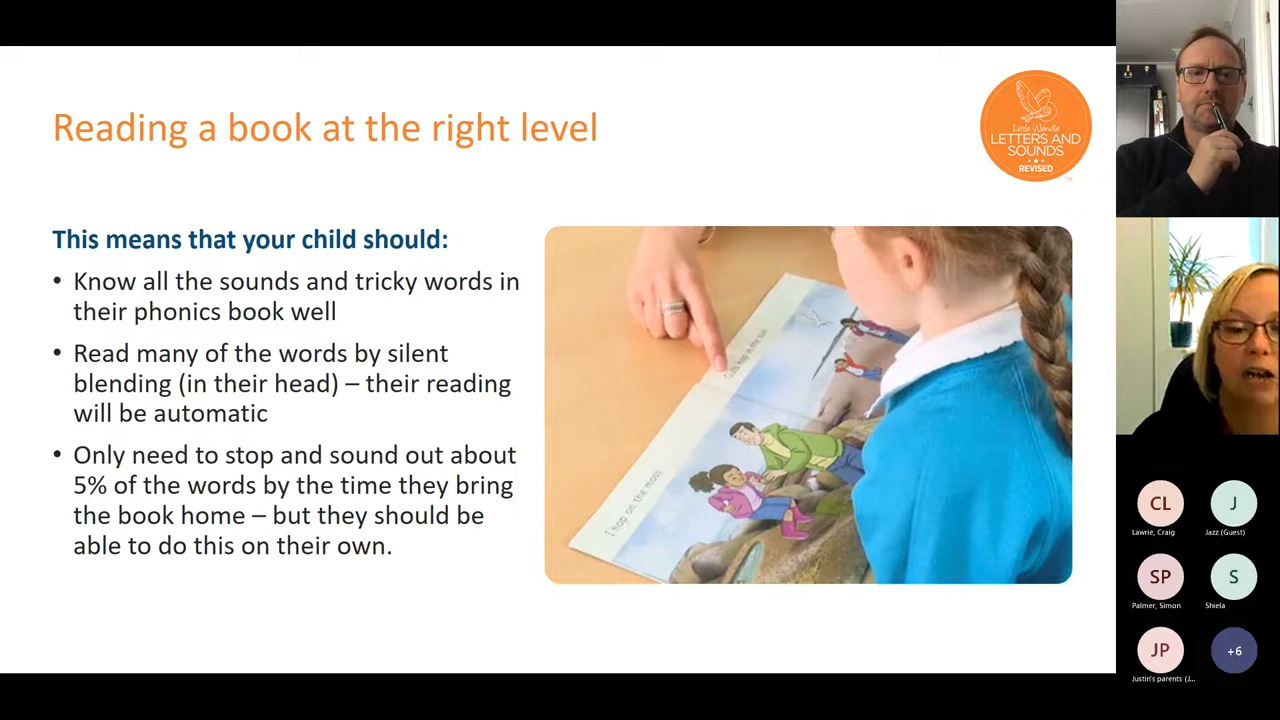 Reading a book at the right level
Little Wandle
LETTERS AND
SOUNDS
REVISED
TM
This means that your child should:
• Know all the sounds and tricky words in
their phonics book well
• Read many of the words by silent
blending (in their head) – their reading
will be automatic
• Only need to stop and sound out about
5% of the words by the time they bring
the book home – but they should be
able to do this on their own.
I hop on the moss
CL
Lawrie, Craig
J
Jazz (Guest)
SP
Palmer, Simon
S
Shiela
JP
Justin's parents (J...
+6